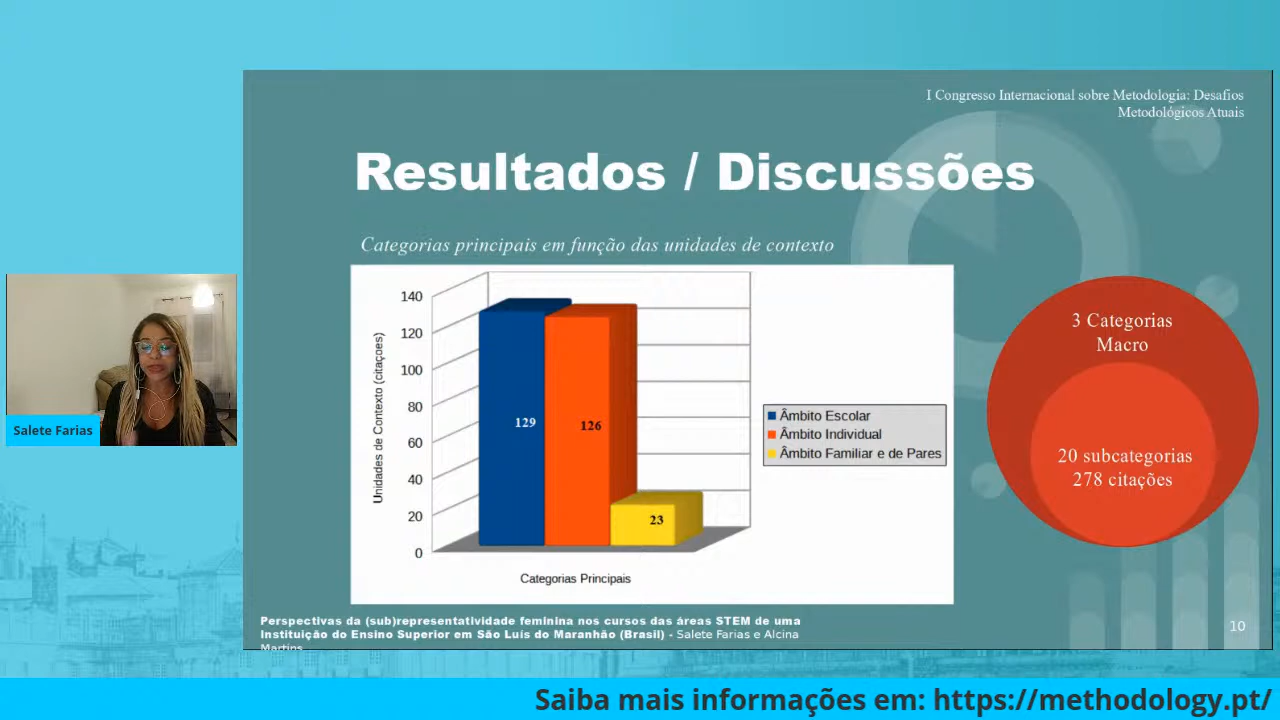 I Congresso Internacional sobre Metodologia: Desafios
Metodológicos Atuais
Resultados / Discussões
Categorias principais em função das unidades de contexto
Unidades de Contexto (citaçoes)
140
120
100
80
60
40
20
0
129
126
23
Categorias Principais
Âmbito Escolar
Âmbito Individual
Âmbito Familiar e de Pares
3 Categorias
Macro
20 subcategorias
278 citações
Salete Farias
Perspectivas da (sub)representatividade feminina nos cursos das áreas STEM de uma
Instituição do Ensino Superior em São Luís do Maranhão (Brasil) - Salete Farias e Alcina
Martins
10
Saiba mais informações em: https://methodology.pt/